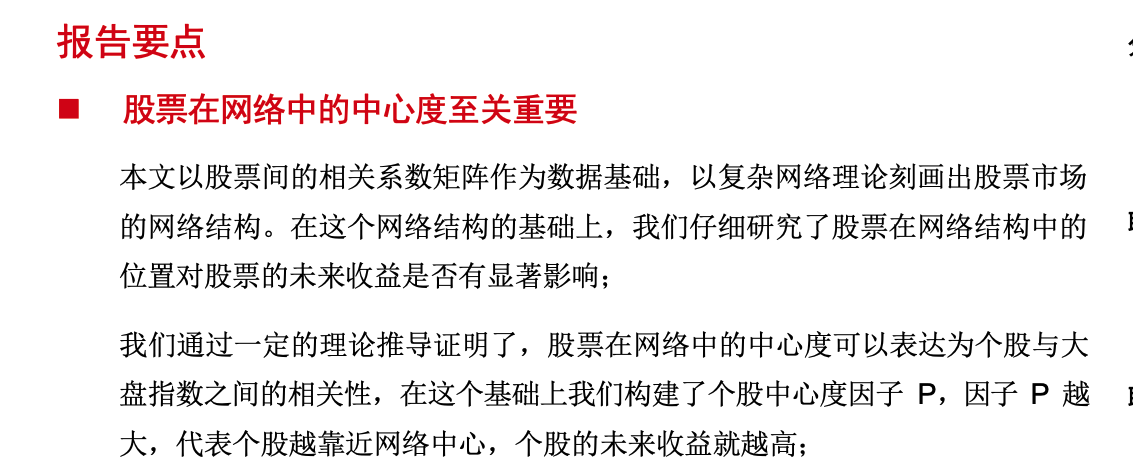 报告要点
■ 股票在网络中的中心度至关重要
本文以股票间的相关系数矩阵作为数据基础，以复杂网络理论刻画出股票市场
的网络结构。在这个网络结构的基础上，我们仔细研究了股票在网络结构中的
位置对股票的未来收益是否有显著影响；
我们通过一定的理论推导证明了，股票在网络中的中心度可以表达为个股与大
盘指数之间的相关性，在这个基础上我们构建了个股中心度因子 P，因子 P 越
大，代表个股越靠近网络中心，个股的未来收益就越高；